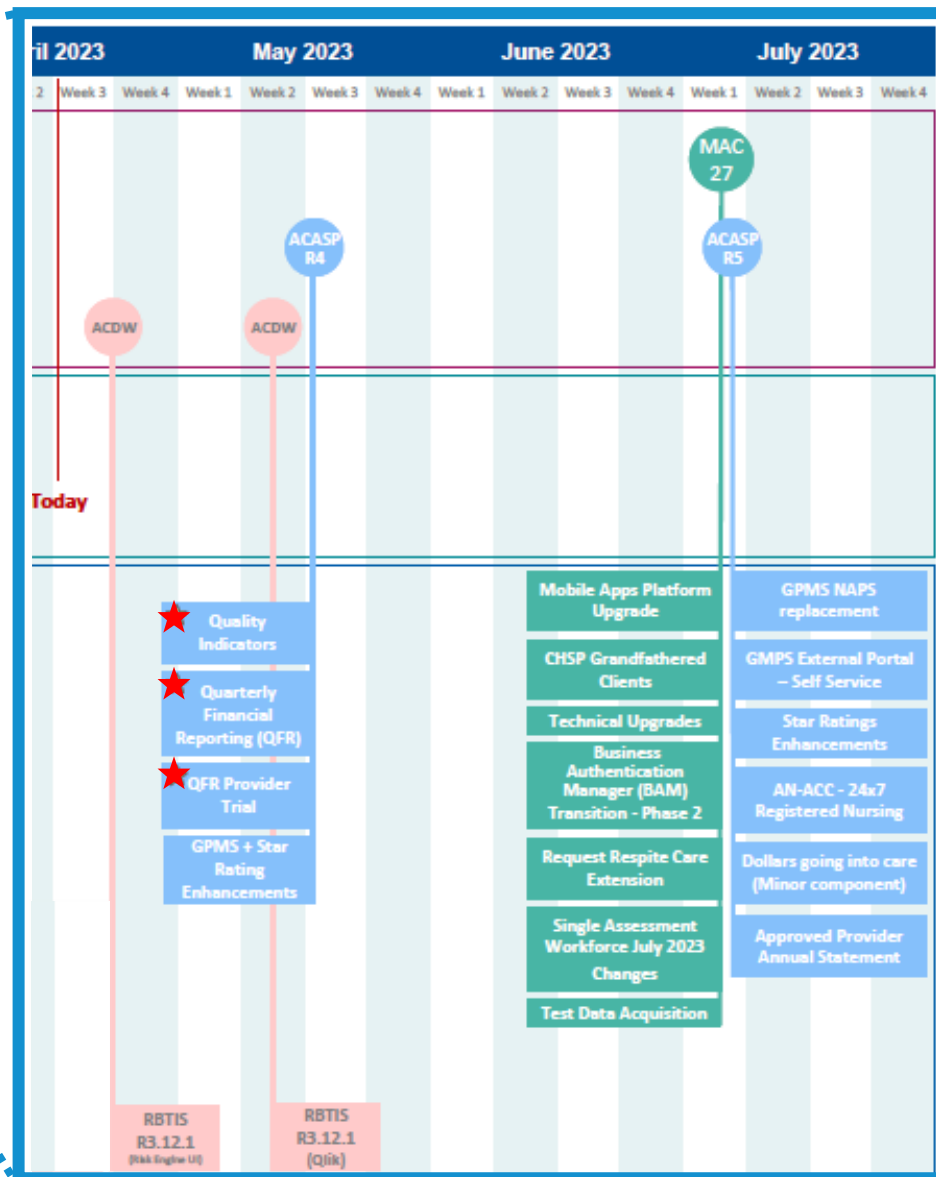 ril 2023 May 2023 June 2023 July 2023
2 Week 3 Week 4 Week 1 Week 2 Week 3 Week 4 Week 1 Week 2 Week 3 Week 4 Week 1 Week 2 Week 3 Week 4
MAC
27
ACASP
R4
ACASP
R5
ACDW
ACDW
Today
Quality
Indicators
Quarterly
Financial
Reporting (QFR)
QFR Provider
Trial
GPMS + Star
Rating
Enhancements
Mobile Apps Platform
Upgrade
CHSP Grandfathered
Clients
Technical Upgrades
Business
Authentication
Manager (BAM)
Transition - Phase 2
Request Respite Care
Extension
Single Assessment
Workforce July 2023
Changes
Test Data Acquisition
GPMS NAPS
replacement
GMPS External Portal
– Self Service
Star Ratings
Enhancements
AN-ACC - 24x7
Registered Nursing
Dollars going into care
(Minor component)
Approved Provider
Annual Statement
RBTIS
R3.12.1
(Risk Engine UI)
RBTIS
R3.12.1
(Qlik)